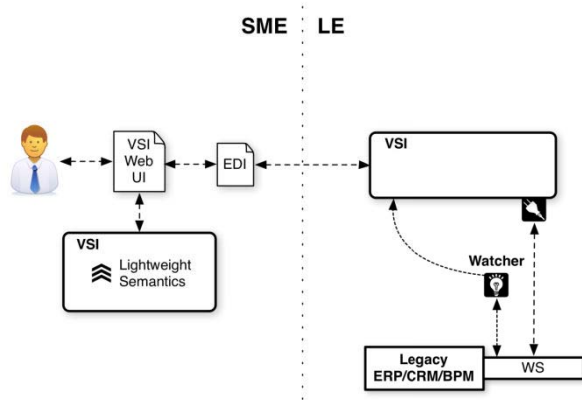 SME LE
VSI
Web
UI
EDI
VSI
VSI
Lightweight
Semantics
Watcher
Legacy
ERP/CRM/BPM
WS